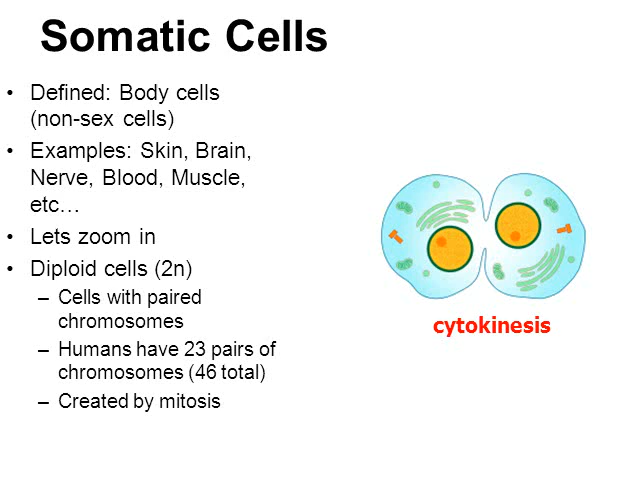 Somatic Cells
• Defined: Body cells
(non-sex cells)
• Examples: Skin, Brain,
Nerve, Blood, Muscle,
etc…
• Lets zoom in
• Diploid cells (2n)
– Cells with paired
chromosomes
– Humans have 23 pairs of
chromosomes (46 total)
– Created by mitosis
cytokinesis